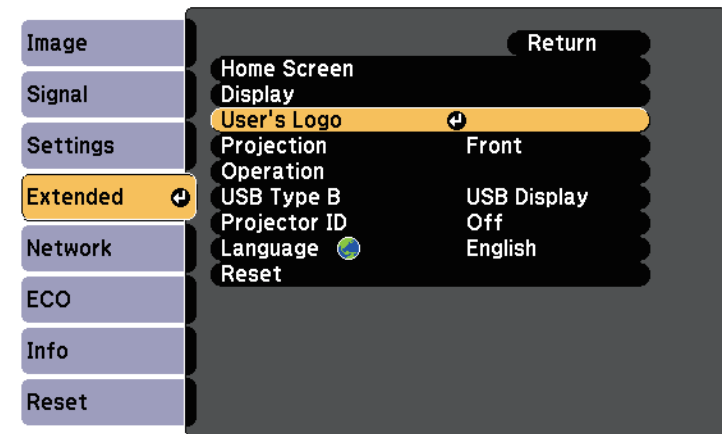 Image
Signal
Settings
Extended
Network
ECO
Info
Reset
Return
Home Screen
Display
User's Logo
Projection Front
Operation
USB Type B USB Display
Projector ID Off
Language English
Reset